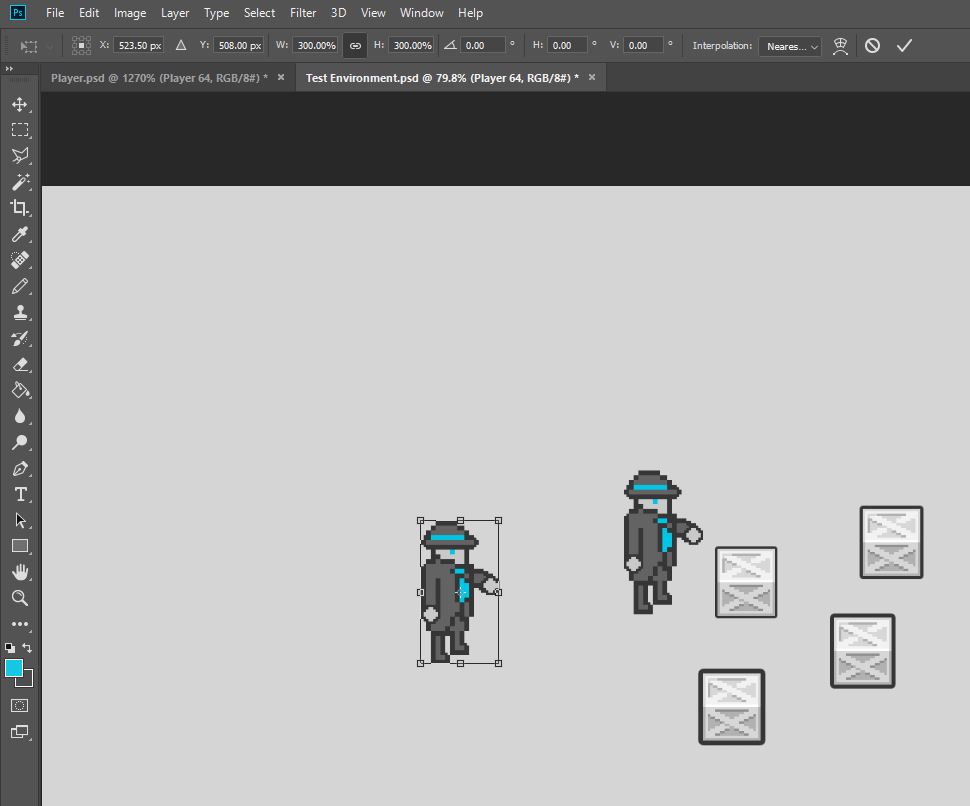 Ps File Edit Image Layer Type Select Filter 3D View Window Help
X: 523.50 px Y: 508.00 px W: 300.00% H: 300.00% 0.00 ° H: 0.00 ° V: 0.00 ° Interpolation: Neares...
Player.psd @ 1270% (Player 64, RGB/8#) * × Test Environment.psd @ 79.8% (Player 64, RGB/8#) * ×
T